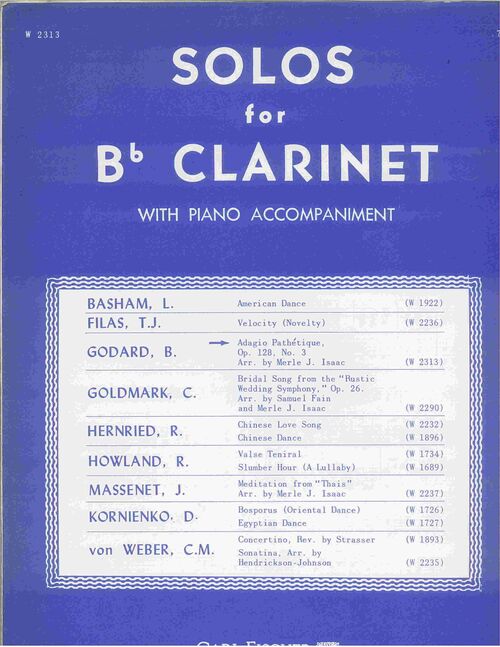 W 2313
7
SOLOS
for
B♭ CLARINET
WITH PIANO ACCOMPANIMENT
BASHAM, L. American Dance (W 1922)
FILAS, T.J. Velocity (Novelty) (W 2236)
GODARD, B. → Adagio Pathétique,
Op. 128, No. 3
Arr. by Merle J. Isaac (W 2313)
GOLDMARK, C. Bridal Song from the "Rustic
Wedding Symphony," Op. 26.
Arr. by Samuel Fain
and Merle J. Isaac (W 2290)
HERNRIED, R. Chinese Love Song (W 2232)
Chinese Dance (W 1896)
HOWLAND, R. Valse Teniral (W 1734)
Slumber Hour (A Lullaby) (W 1689)
MASSENET, J. Meditation from "Thais"
Arr. by Merle J. Isaac (W 2237)
KORNIENKO, D. Bosporus (Oriental Dance) (W 1726)
Egyptian Dance (W 1727)
von WEBER, C.M. Concertino, Rev. by Strasser (W 1893)
Sonatina, Arr. by
Hendrickson-Johnson (W 2235)
CARL FISCHER